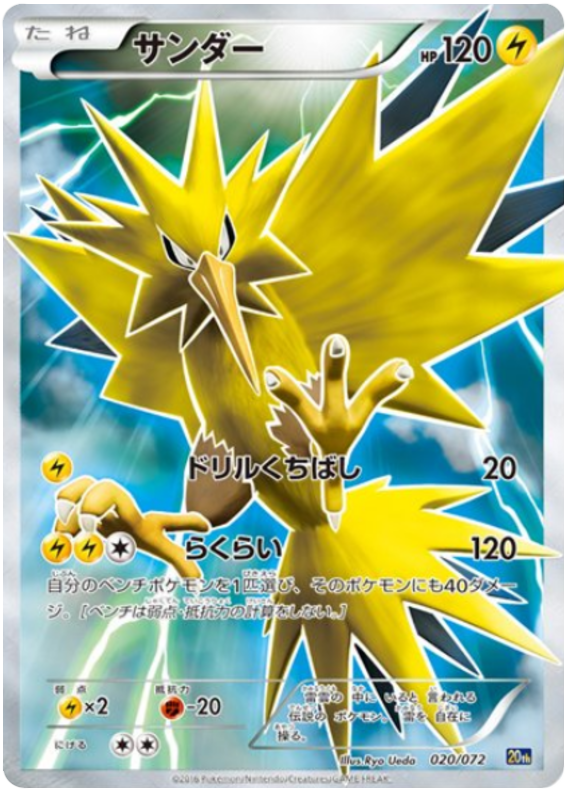 たね サンダー HP120
ドリルくちばし 20
らくらい 120
自分のベンチポケモンを1匹選び、そのポケモンにも40ダメー
ジ。[ベンチは弱点・抵抗力の計算をしない。]
弱点 抵抗力
×2 -20
にげる
雷雲の 中に いると 言われる
伝説の ポケモン。 雷を 自在に
操る。
Illus. Ryo Ueda 020/072 20th
©2016 Pokémon/Nintendo/Creatures/GAME FREAK.